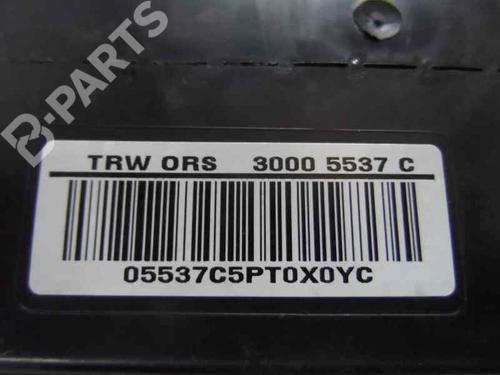 B-PARTS
TRW ORS 3000 5537 C
05537C5PT0X0YC